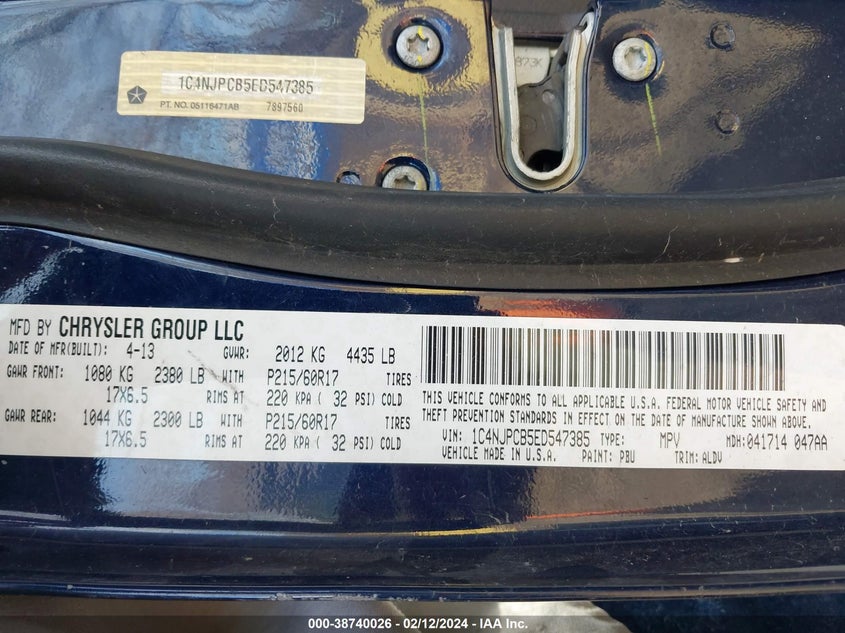 873K
1C4NJPCB5ED547385
PT. NO. 05116471AB 7897560
MFD BY CHRYSLER GROUP LLC
DATE OF MFR(BUILT): 4-13 GVWR: 2012 KG 4435 LB
GAWR FRONT: 1080 KG 2380 LB WITH P215/60R17 TIRES
17X6.5 RIMS AT 220 KPA ( 32 PSI) COLD
GAWR REAR: 1044 KG 2300 LB WITH P215/60R17 TIRES
17X6.5 RIMS AT 220 KPA ( 32 PSI) COLD
THIS VEHICLE CONFORMS TO ALL APPLICABLE U.S.A. FEDERAL MOTOR VEHICLE SAFETY AND
THEFT PREVENTION STANDARDS IN EFFECT ON THE DATE OF MANUFACTURE SHOWN ABOVE.
VIN: 1C4NJPCB5ED547385 TYPE: MPV MDH: 041714 047AA
VEHICLE MADE IN U.S.A. PAINT: PBU TRIM: ALDV
000-38740026 - 02/12/2024 - IAA Inc.